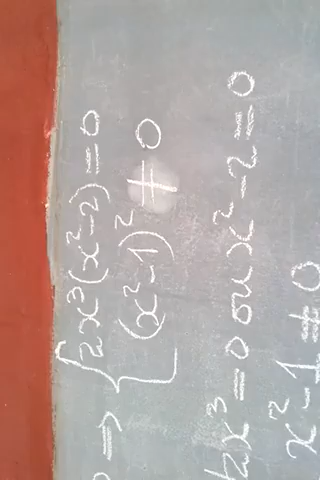 => { 2x³(x²-2)=0
(x²-1)² ≠ 0
2x³=0 ou x²-2=0
x²-1≠0